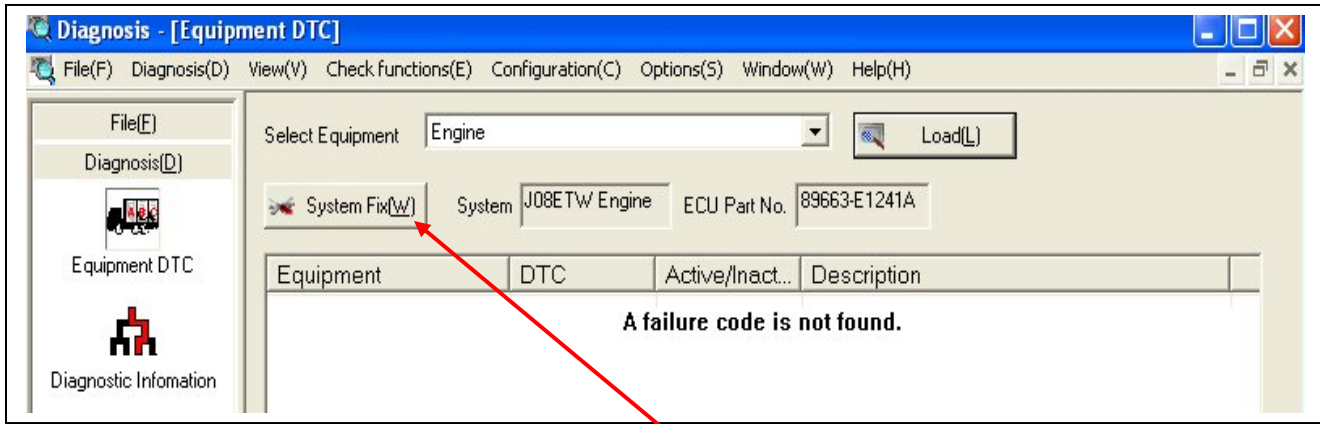 Diagnosis - [Equipment DTC]
File(F) Diagnosis(D) View(V) Check functions(E) Configuration(C) Options(S) Window(W) Help(H)
File(F)
Diagnosis(D)
Equipment DTC
Diagnostic Infomation
Select Equipment Engine Load(L)
System Fix(W) System J08ETW Engine ECU Part No. 89663-E1241A
Equipment DTC Active/Inact... Description
A failure code is not found.